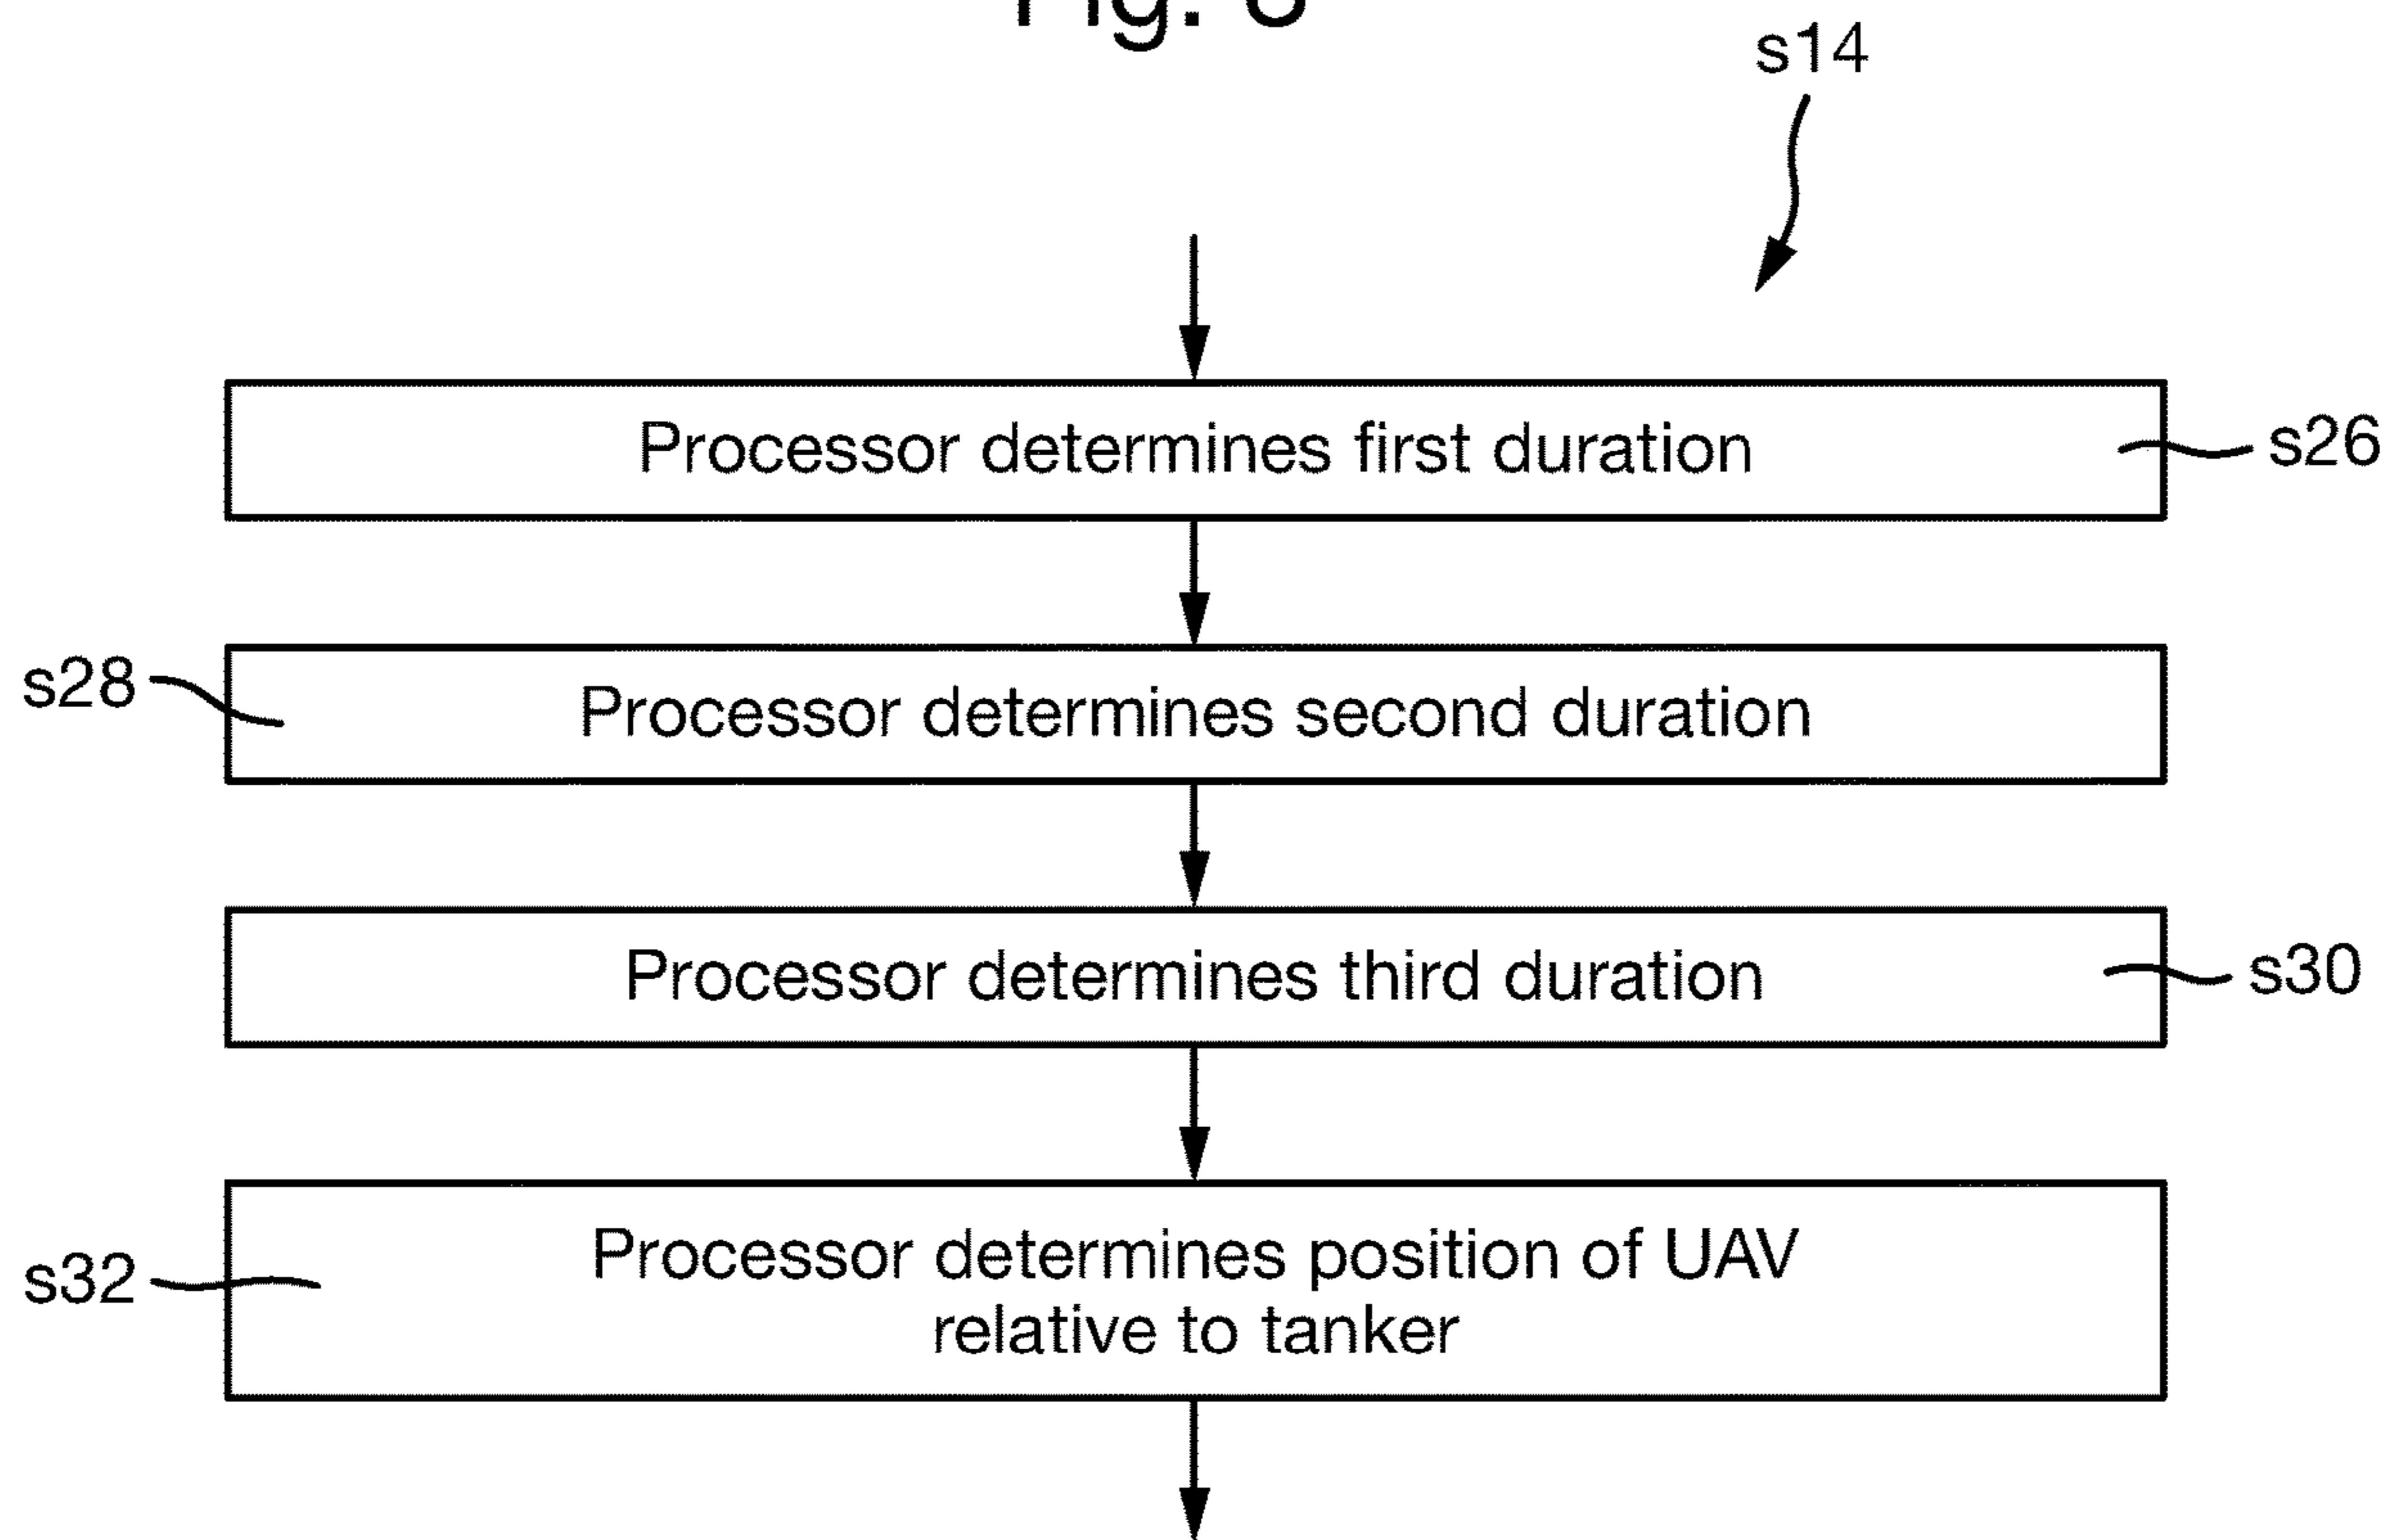 Fig.
s14
Processor determines first duration
s26
s28
Processor determines second duration
Processor determines third duration
s30
Processor determines position of UAV
s32
relative to tanker